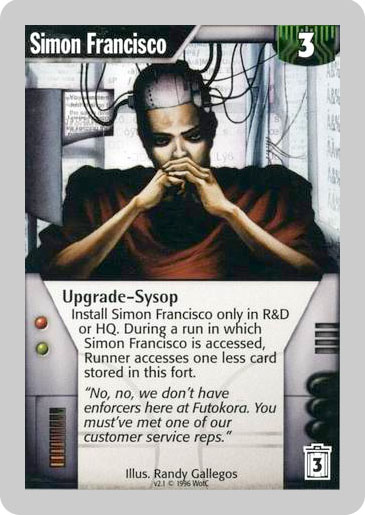 Simon Francisco
3
Upgrade-Sysop
Install Simon Francisco only in R&D
or HQ. During a run in which
Simon Francisco is accessed,
Runner accesses one less card
stored in this fort.
“No, no, we don’t have
enforcers here at Futokora. You
must’ve met one of our
customer service reps.”
3
Illus. Randy Gallegos
v2.1 © 1996 WotC